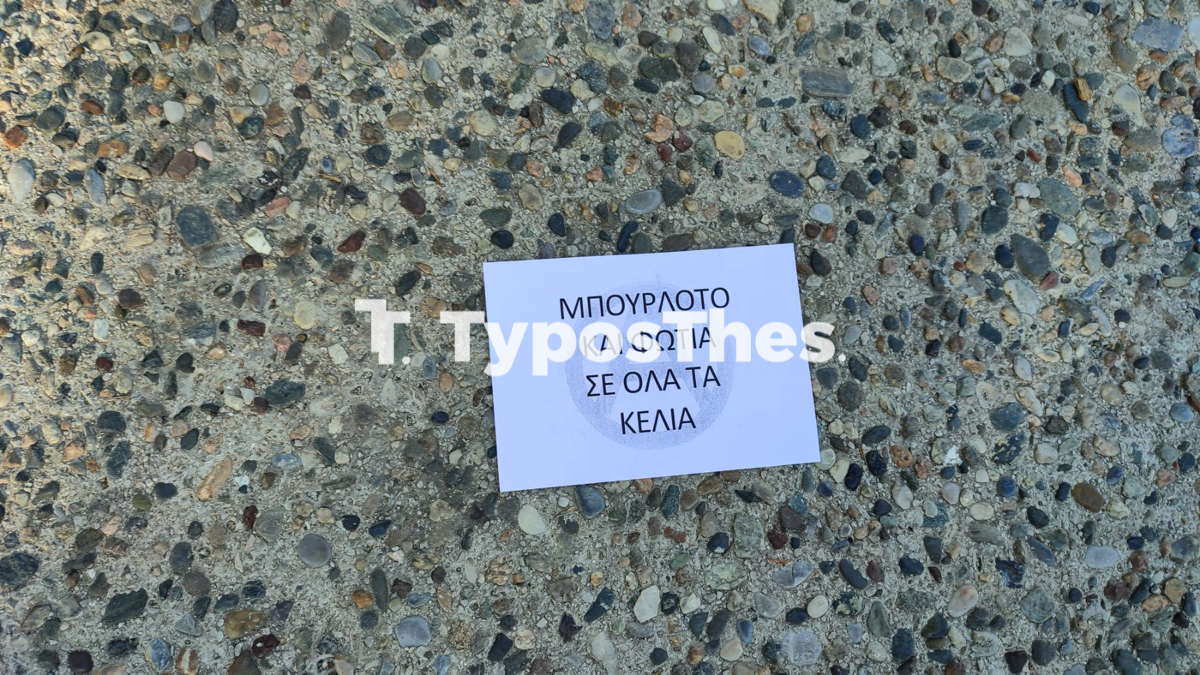 ΜΠΟΥΡΛΟΤΟ
ΚΑΙ ΦΩΤΙΑ
T. TyposThes.
ΣΕ ΟΛΑ ΤΑ
ΚΕΛΙΑ